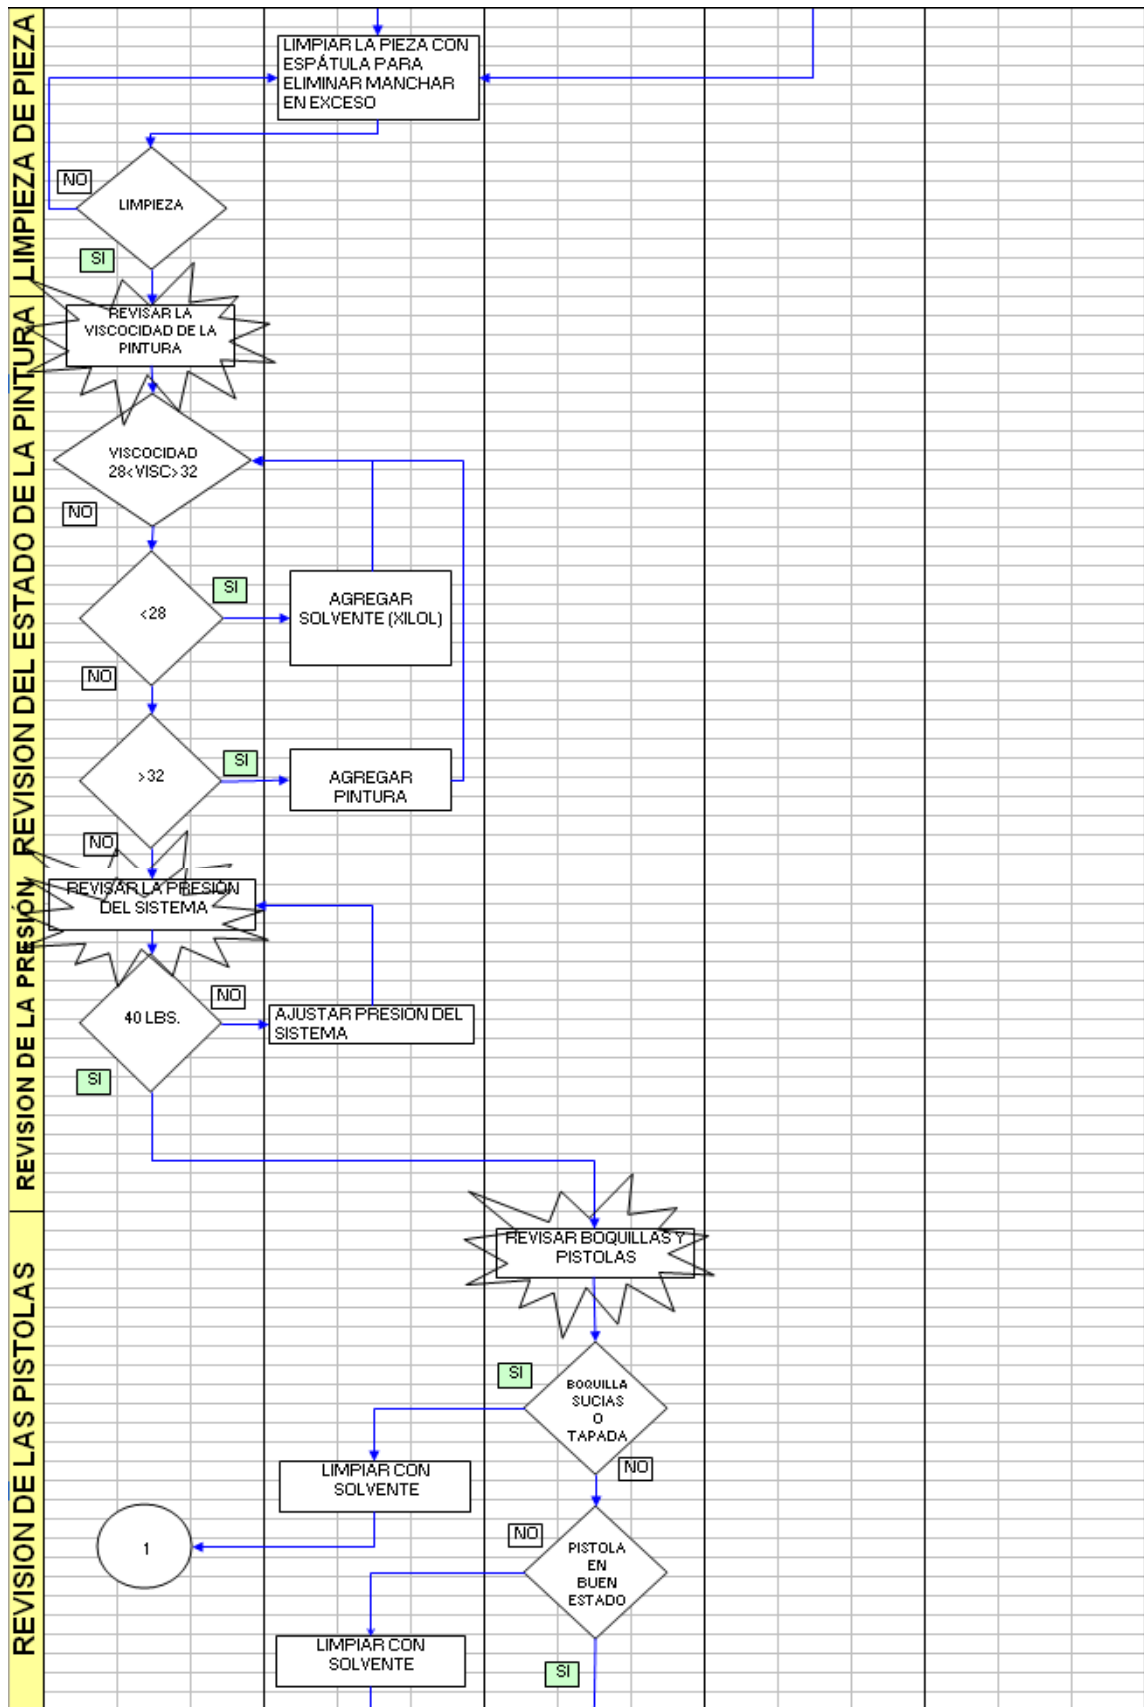 LIMPIEZA DE PIEZA
LIMPIAR LA PIEZA CON
ESPÁTULA PARA
ELIMINAR MANCHAR
EN EXCESO
NO
LIMPIEZA
SI
REVISION DEL ESTADO DE LA PINTURA
REVISAR LA
VISCOCIDAD DE LA
PINTURA
VISCOCIDAD
28<VISC>32
NO
<28
SI
AGREGAR
SOLVENTE (XILOL)
NO
>32
SI
AGREGAR
PINTURA
NO
REVISION DE LA PRESIÓN
REVISAR LA PRESIÓN
DEL SISTEMA
40 LBS.
NO
AJUSTAR PRESION DEL
SISTEMA
SI
REVISION DE LAS PISTOLAS
REVISAR BOQUILLAS Y
PISTOLAS
SI
BOQUILLA
SUCIAS
O
TAPADA
NO
LIMPIAR CON
SOLVENTE
1
NO
PISTOLA
EN
BUEN
ESTADO
LIMPIAR CON
SOLVENTE
SI